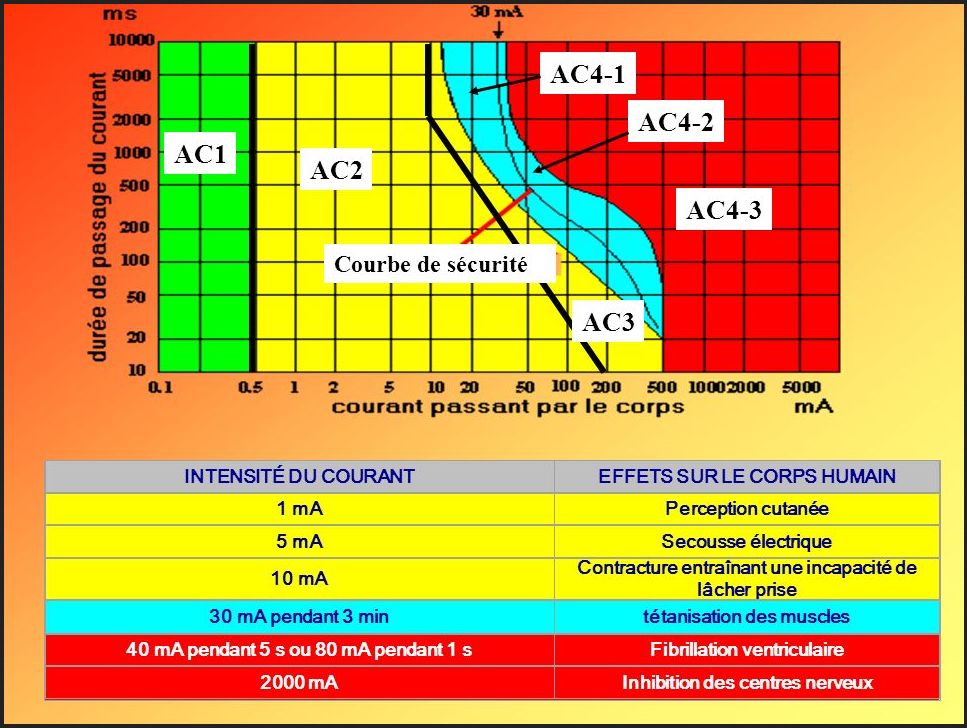 ms
30 mA
10000
5000
2000
1000
500
200
100
50
20
10
durée de passage du courant
AC1
AC2
AC4-1
AC4-2
AC4-3
Courbe de sécurité
AC3
0.1 0.5 1 2 5 10 20 50 100 200 500 1000 2000 5000
courant passant par le corps mA
INTENSITÉ DU COURANT EFFETS SUR LE CORPS HUMAIN
1 mA Perception cutanée
5 mA Secousse électrique
10 mA Contracture entraînant une incapacité de
lâcher prise
30 mA pendant 3 min tétanisation des muscles
40 mA pendant 5 s ou 80 mA pendant 1 s Fibrillation ventriculaire
2000 mA Inhibition des centres nerveux